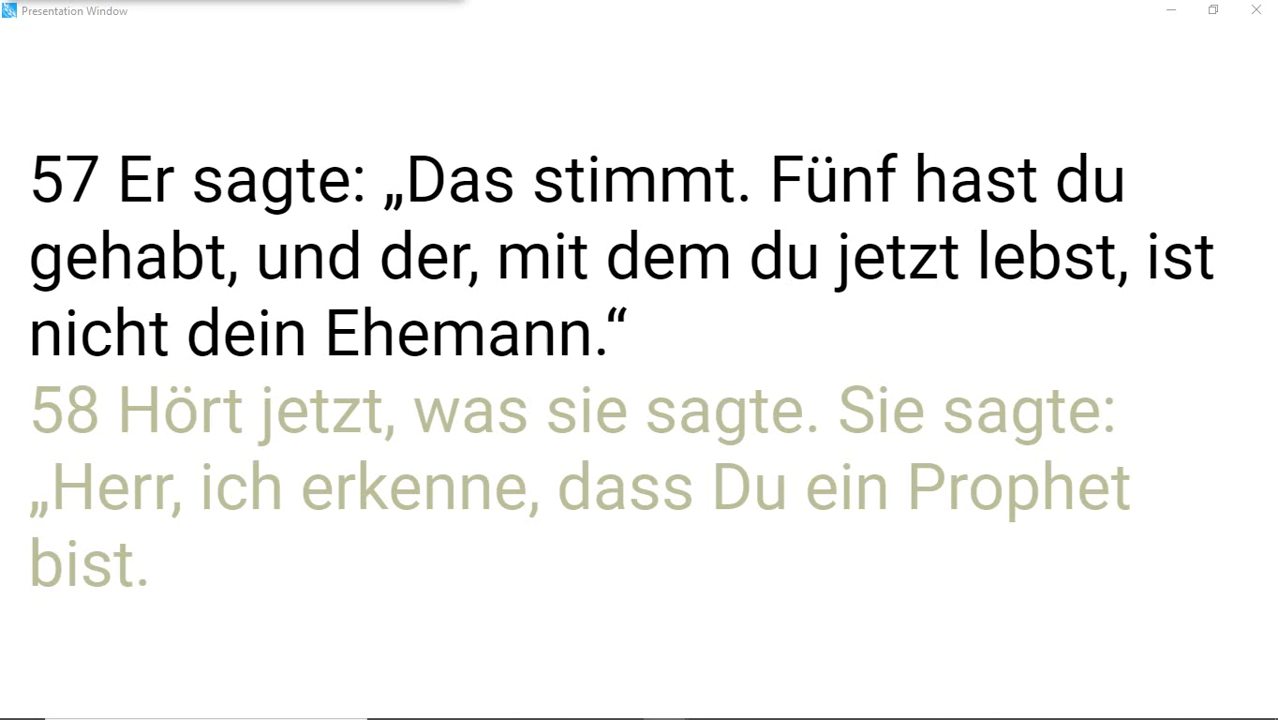 Presentation Window
57 Er sagte: „Das stimmt. Fünf hast du
gehabt, und der, mit dem du jetzt lebst, ist
nicht dein Ehemann.“
58 Hört jetzt, was sie sagte. Sie sagte:
„Herr, ich erkenne, dass Du ein Prophet
bist.